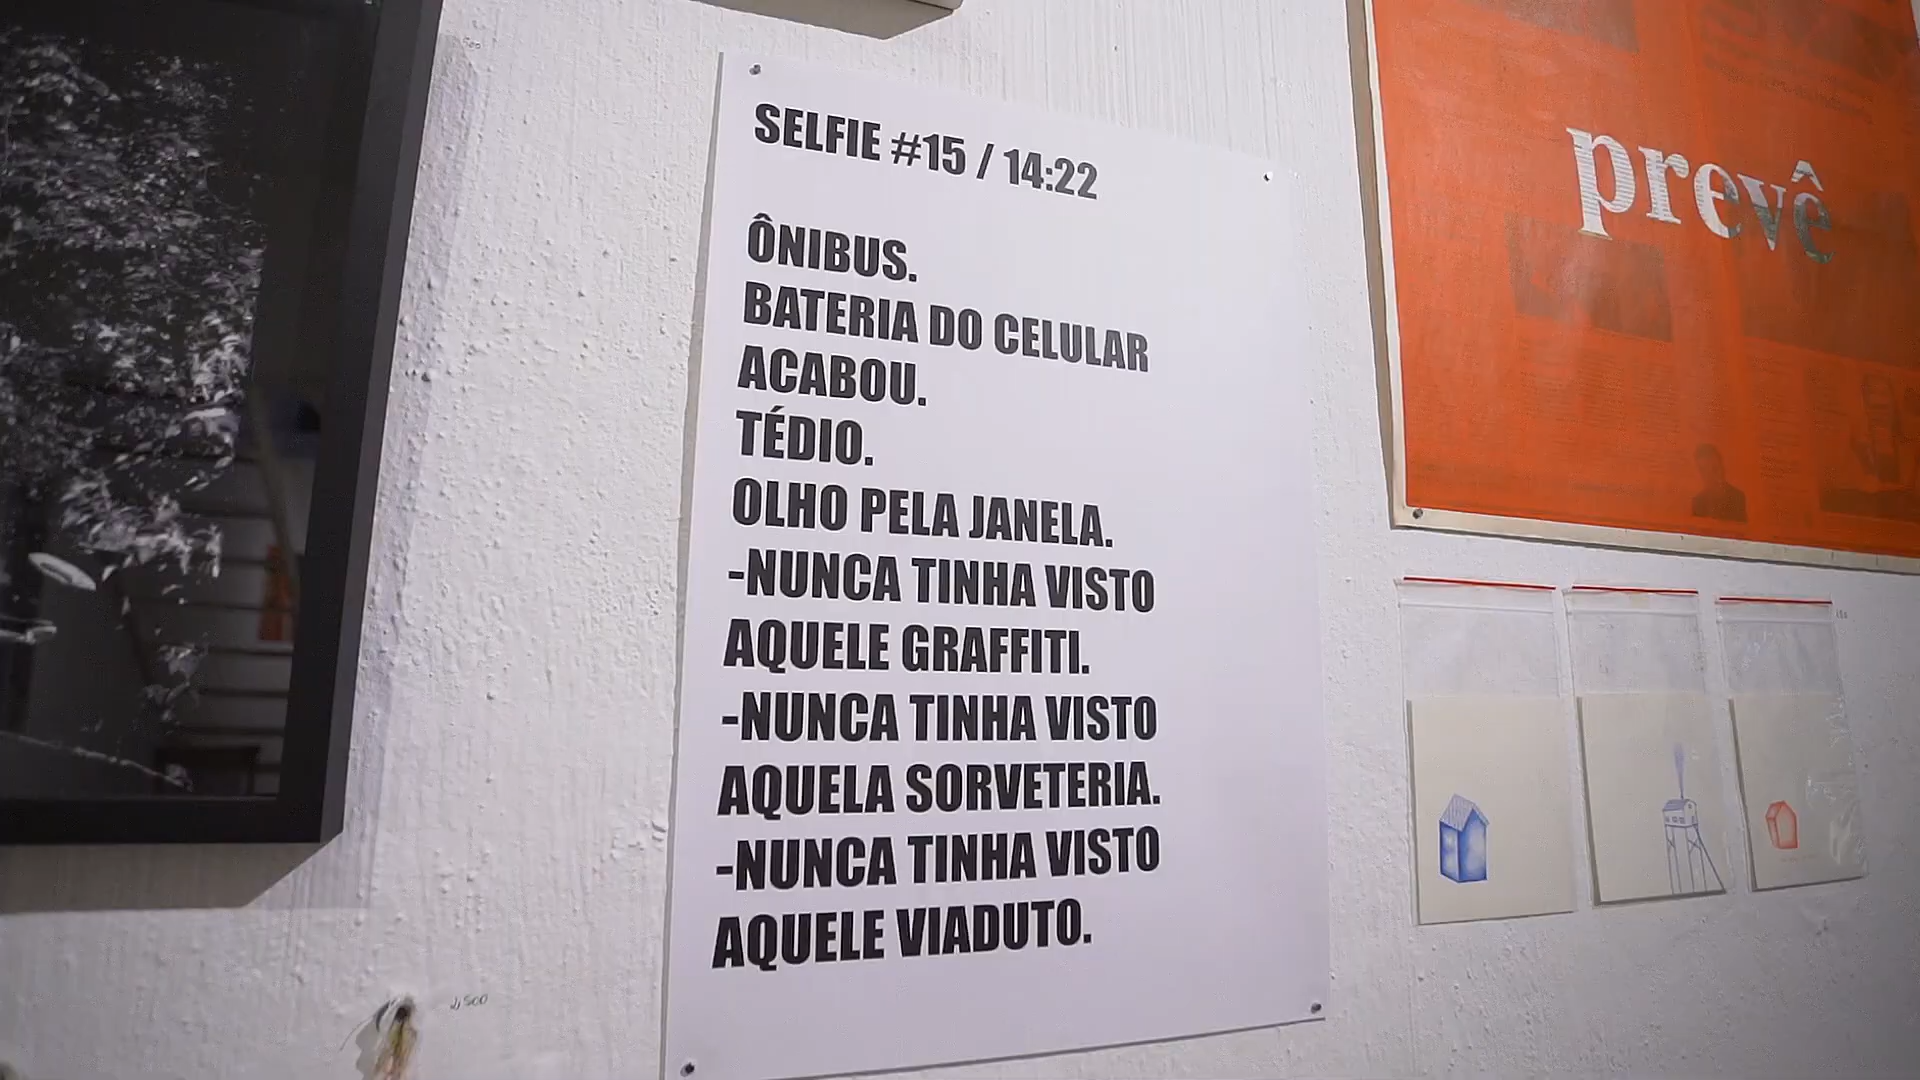 SELFIE #15 / 14:22
ÔNIBUS.
BATERIA DO CELULAR
ACABOU.
TÉDIO.
OLHO PELA JANELA.
-NUNCA TINHA VISTO
AQUELE GRAFFITI.
-NUNCA TINHA VISTO
AQUELA SORVETERIA.
-NUNCA TINHA VISTO
AQUELE VIADUTO.
prevê